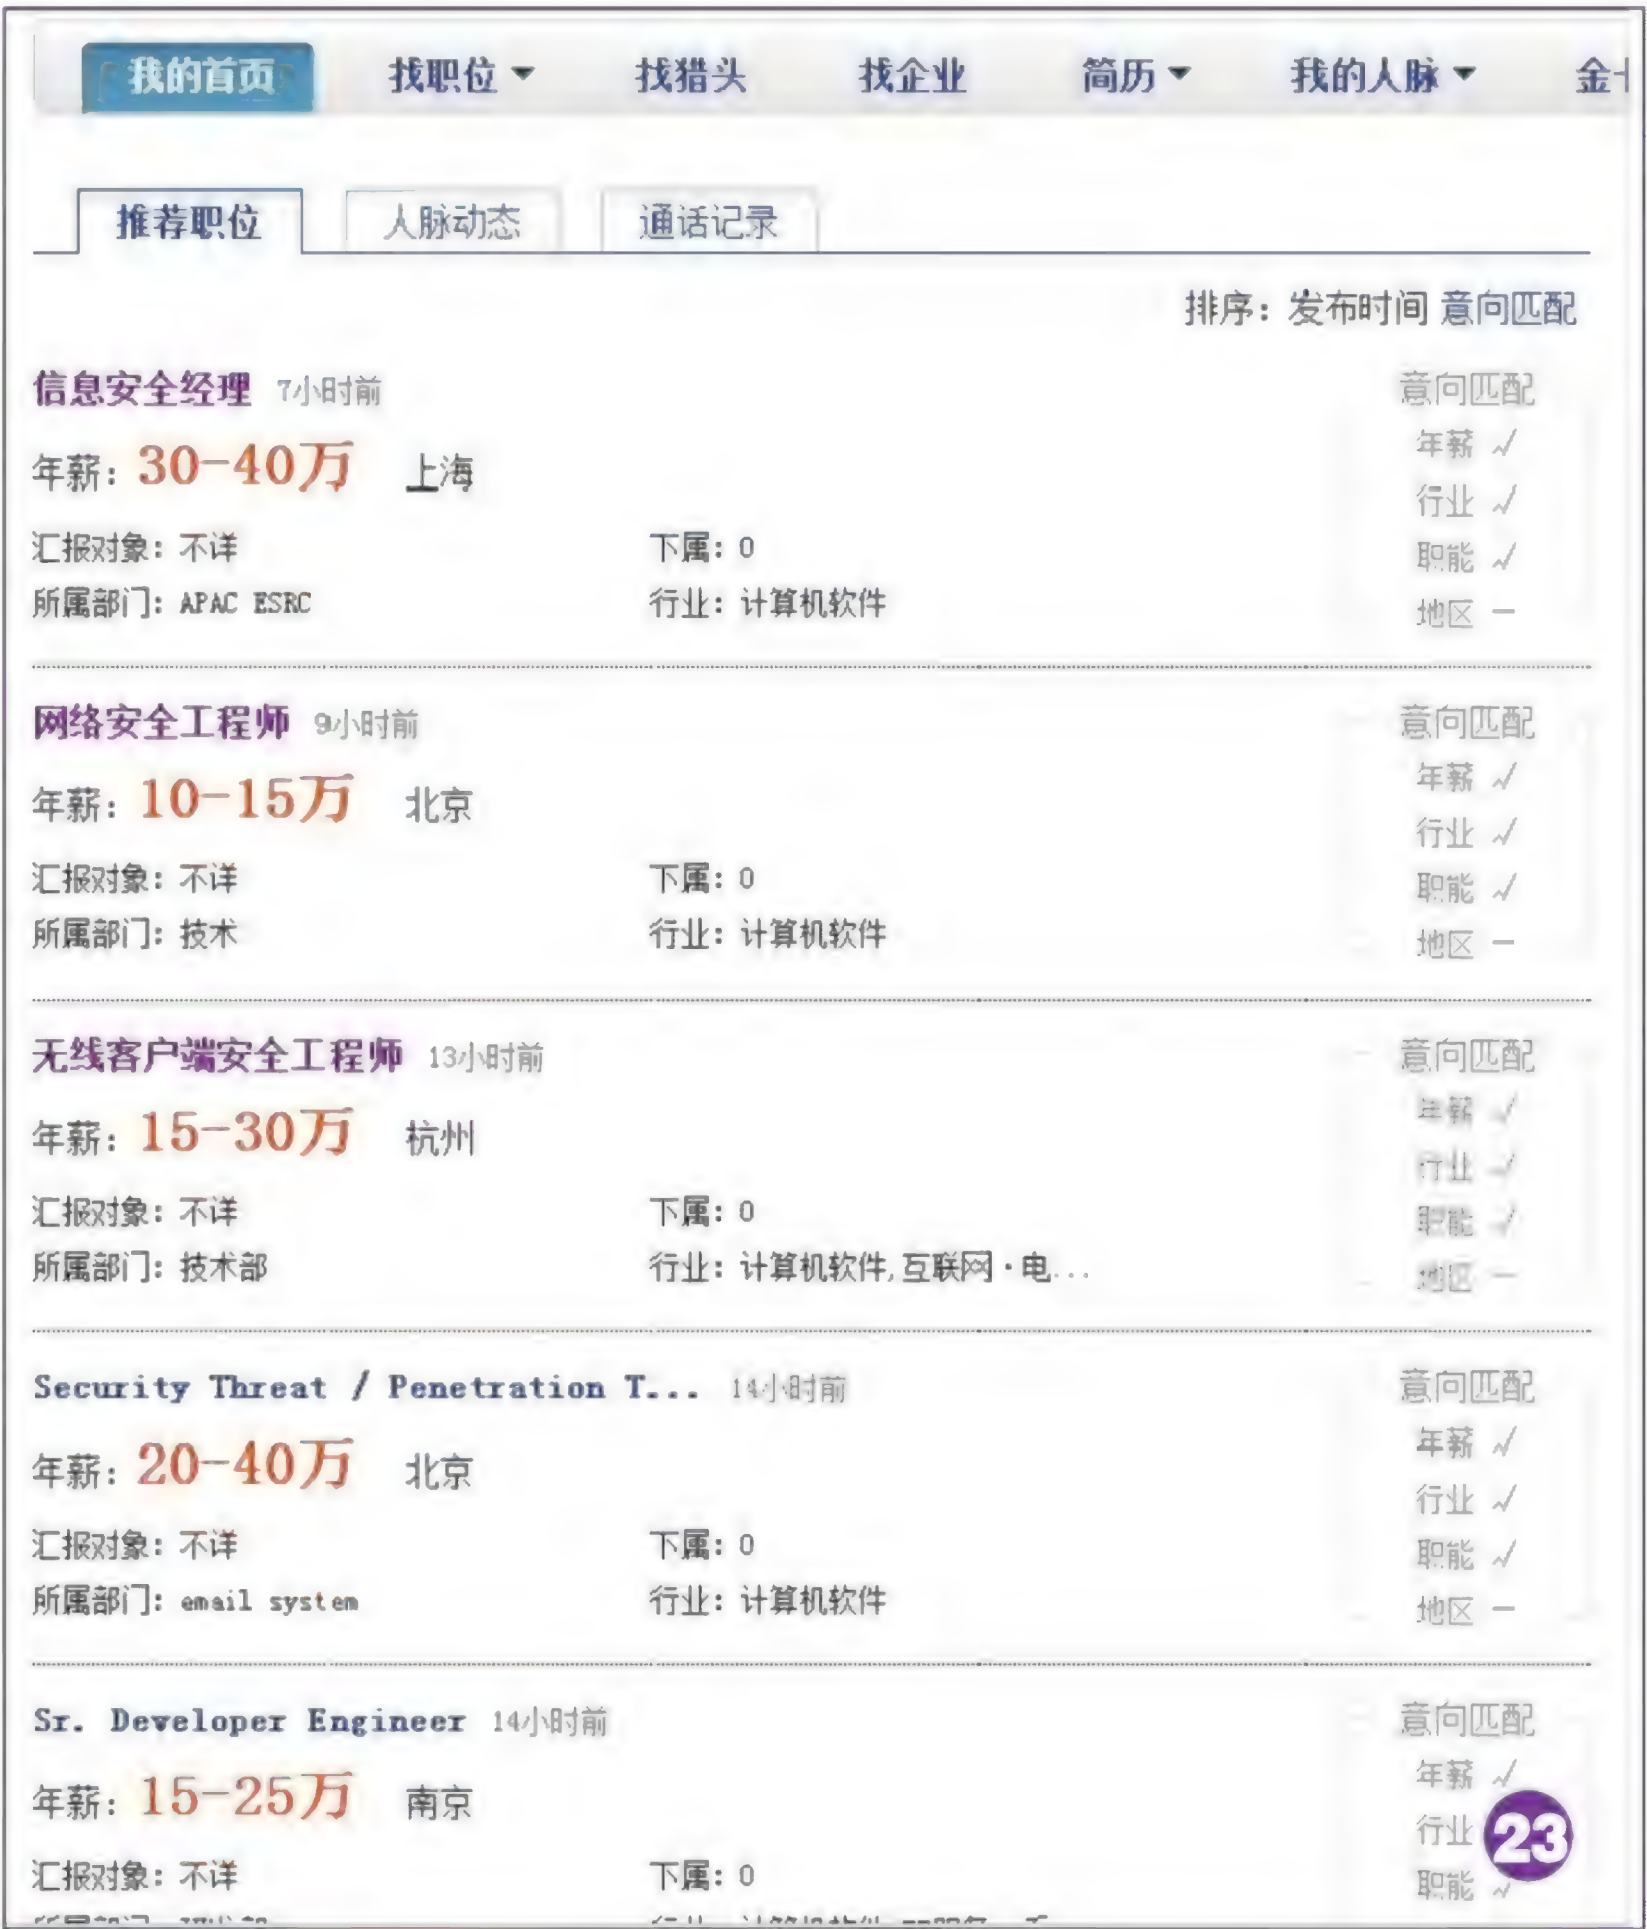 我的首页 找职位 找猎头 找企业 简历 我的人脉 金
推荐职位 人脉动态 通话记录
排序：发布时间 意向匹配
信息安全经理 7小时前 意向匹配
年薪：30-40万 上海 年薪 √
行业 √
汇报对象：不详 下属：0 职能 √
所属部门：APAC ESRC 行业：计算机软件 地区 —
网络安全工程师 9小时前 意向匹配
年薪：10-15万 北京 年薪 √
行业 √
汇报对象：不详 下属：0 职能 √
所属部门：技术 行业：计算机软件 地区 —
无线客户端安全工程师 13小时前 意向匹配
年薪：15-30万 杭州 年薪 √
行业 √
汇报对象：不详 下属：0 职能 √
所属部门：技术部 行业：计算机软件,互联网·电... 地区 —
Security Threat / Penetration T... 14小时前 意向匹配
年薪：20-40万 北京 年薪 √
行业 √
汇报对象：不详 下属：0 职能 √
所属部门：email system 行业：计算机软件 地区 —
Sr. Developer Engineer 14小时前 意向匹配
年薪：15-25万 南京 年薪 √
行业 23
汇报对象：不详 下属：0 职能 √